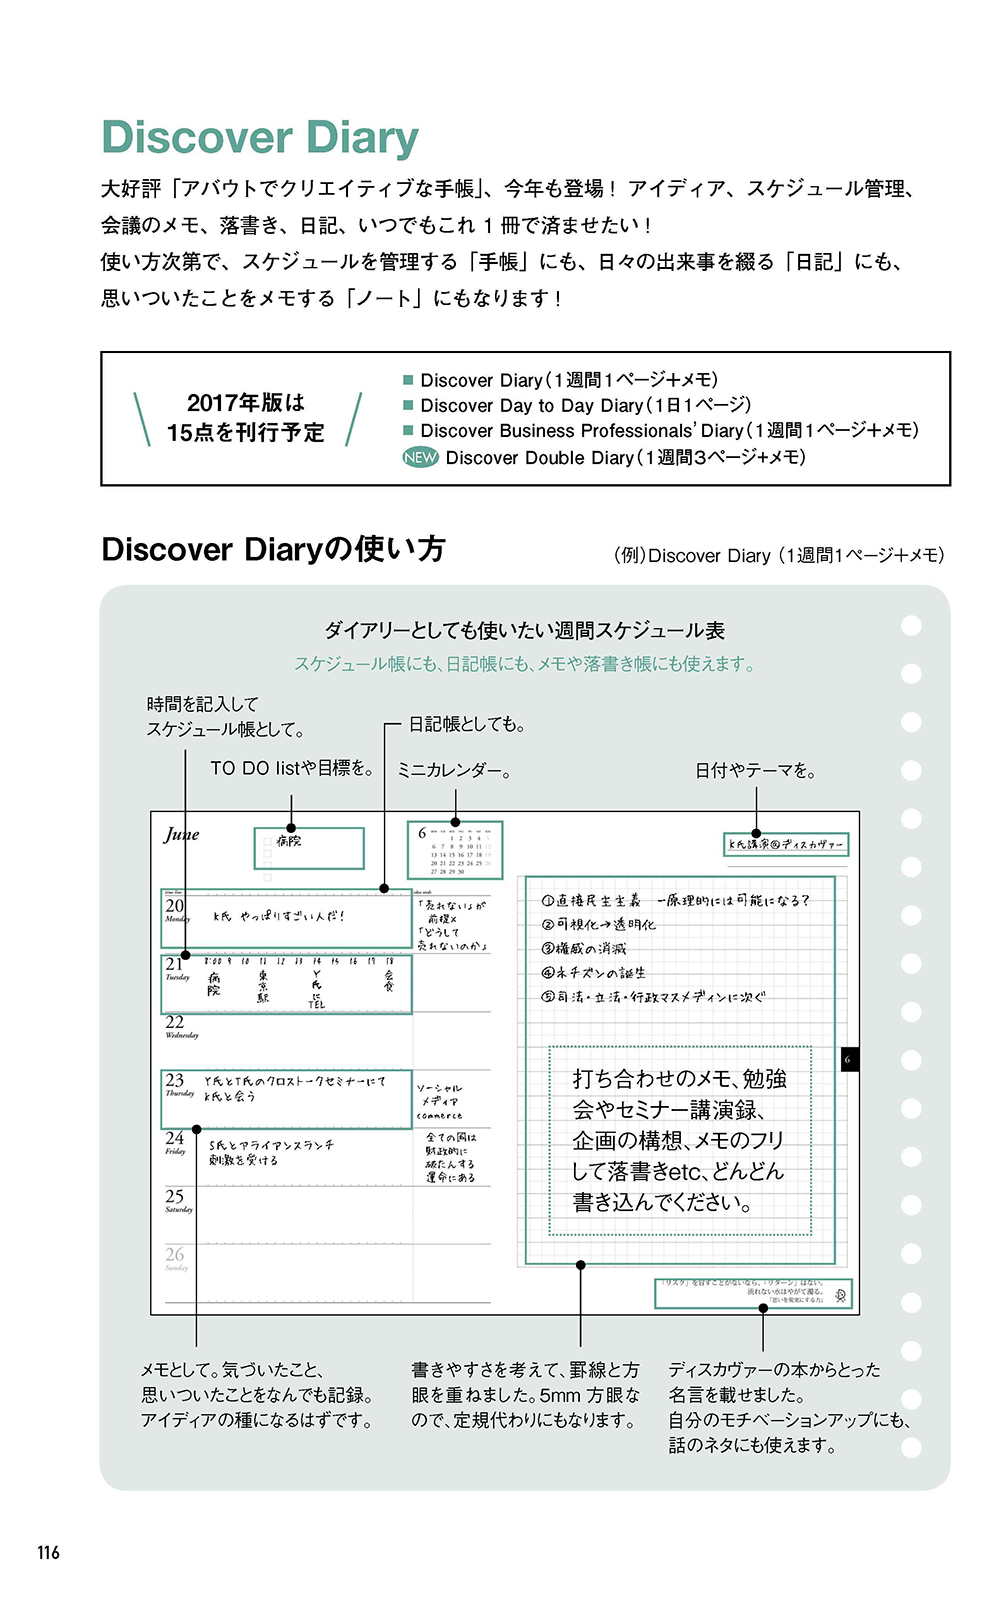 Discover Diary
大好評「アバウトでクリエイティブな手帳」、今年も登場！ アイディア、スケジュール管理、
会議のメモ、落書き、日記、いつでもこれ 1 冊で済ませたい！
使い方次第で、スケジュールを管理する「手帳」にも、日々の出来事を綴る「日記」にも、
思いついたことをメモする「ノート」にもなります！
2017年版は
15点を刊行予定
■ Discover Diary（1週間1ページ+メモ）
■ Discover Day to Day Diary（1日1ページ）
■ Discover Business Professionals’ Diary（1週間1ページ+メモ）
NEW Discover Double Diary（1週間3ページ+メモ）
Discover Diaryの使い方
（例）Discover Diary （1週間1ページ+メモ）
ダイアリーとしても使いたい週間スケジュール表
スケジュール帳にも、日記帳にも、メモや落書き帳にも使えます。
時間を記入して
スケジュール帳として。
日記帳としても。
TO DO listや目標を。
ミニカレンダー。
日付やテーマを。
June
病院
6
1 2 3 4 5
6 7 8 9 10 11 12
13 14 15 16 17 18 19
20 21 22 23 24 25 26
27 28 29 30
K氏講演@ディスカヴァー
20
Monday
K氏 やっぱりすごい人だ！
「売れない」が
前提×
「どうして
売れないのか」
21
Tuesday
8:00 9 10 11 12 13 14 15 16 17 18
病院
東京駅
Y氏にTEL
会食
22
Wednesday
23
Thursday
Y氏とT氏のクロストークセミナーにて
K氏と会う
ソーシャル
メディア
commerce
24
Friday
S氏とアライアンスランチ
刺激を受ける
全ての国は
財政的に
破たんする
運命にある
25
Saturday
26
Sunday
①直接民主主義 →原理的には可能になる？
②可視化→透明化
③権威の消滅
④ネチズンの誕生
⑤司法・立法・行政マスメディンに次ぐ
6
打ち合わせのメモ、勉強
会やセミナー講演録、
企画の構想、メモのフリ
して落書きetc、どんどん
書き込んでください。
「リスク」を冒すことがないなら、「リターン」はない。
流れない水はやがて濁る。
『思いを現実にする力』
メモとして。気づいたこと、
思いついたことをなんでも記録。
アイディアの種になるはずです。
書きやすさを考えて、罫線と方
眼を重ねました。5mm 方眼な
ので、定規代わりにもなります。
ディスカヴァーの本からとった
名言を載せました。
自分のモチベーションアップにも、
話のネタにも使えます。
116